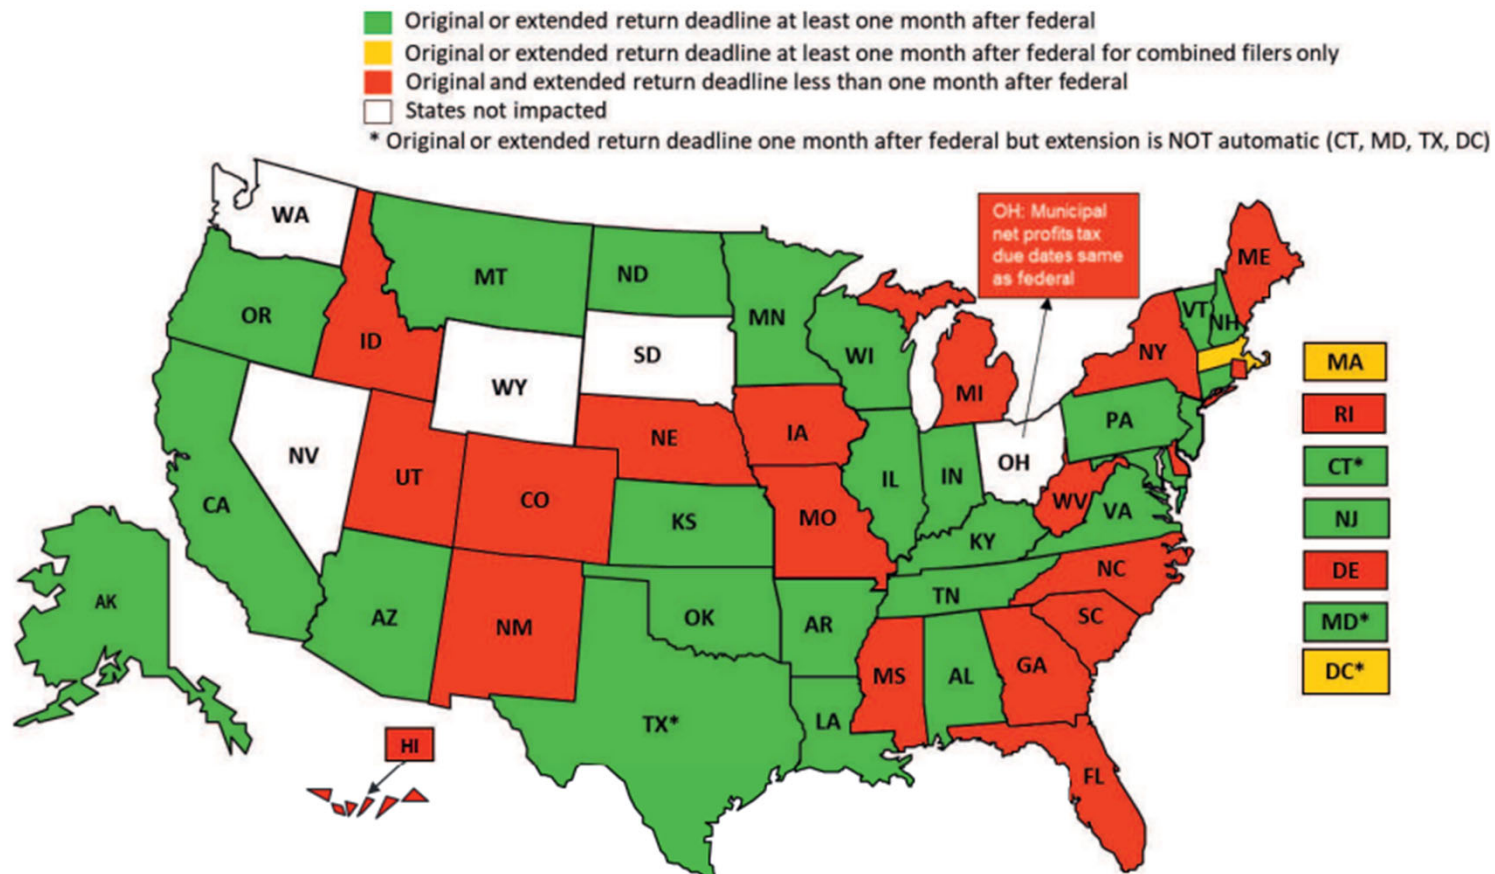 Original or extended return deadline at least one month after federal
Original or extended return deadline at least one month after federal for combined filers only
Original and extended return deadline less than one month after federal
States not impacted
* Original or extended return deadline one month after federal but extension is NOT automatic (CT, MD, TX, DC)
WA
OH: Municipal
net profits tax
due dates same
as federal
ME
MT
ND
OR
MN
VT
NH
ID
SD
WI
NY
MA
WY
MI
RI
NE
IA
PA
NV
OH
CT*
UT
CO
IL
IN
CA
KS
MO
WV
VA
NJ
KY
AK
NC
DE
AZ
NM
OK
AR
TN
SC
MD*
MS
AL
GA
DC*
TX*
LA
HI
FL